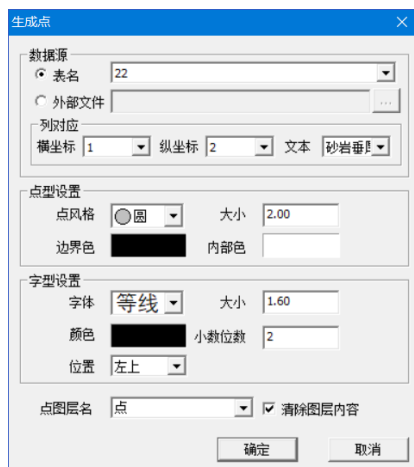 生成点
数据源
表名 22
外部文件 ...
列对应
横坐标 1 纵坐标 2 文本
点型设置
点风格 圆 大小 2.00
边界色 内部色
字型设置
字体 等线 大小 1.60
颜色 小数位数 2
位置 左上
点图层名 点 清除图层内容
确定 取消